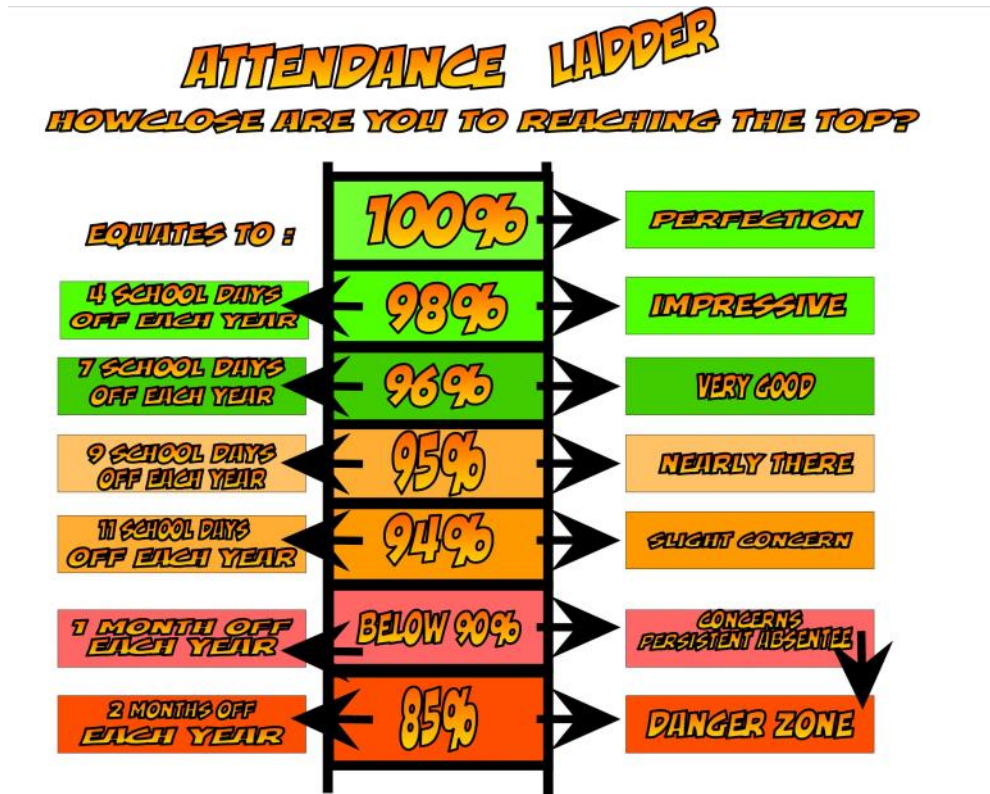 ATTENDANCE LADDER
HOWCLOSE ARE YOU TO REACHING THE TOP?
EQUATES TO :
100%
PERFECTION
4 SCHOOL DAYS
OFF EACH YEAR
98%
IMPRESSIVE
7 SCHOOL DAYS
OFF EACH YEAR
96%
VERY GOOD
9 SCHOOL DAYS
OFF EACH YEAR
95%
NEARLY THERE
11 SCHOOL DAYS
OFF EACH YEAR
94%
SLIGHT CONCERN
1 MONTH OFF
EACH YEAR
BELOW 90%
CONCERNS
PERSISTENT ABSENTEE
2 MONTHS OFF
EACH YEAR
85%
DANGER ZONE